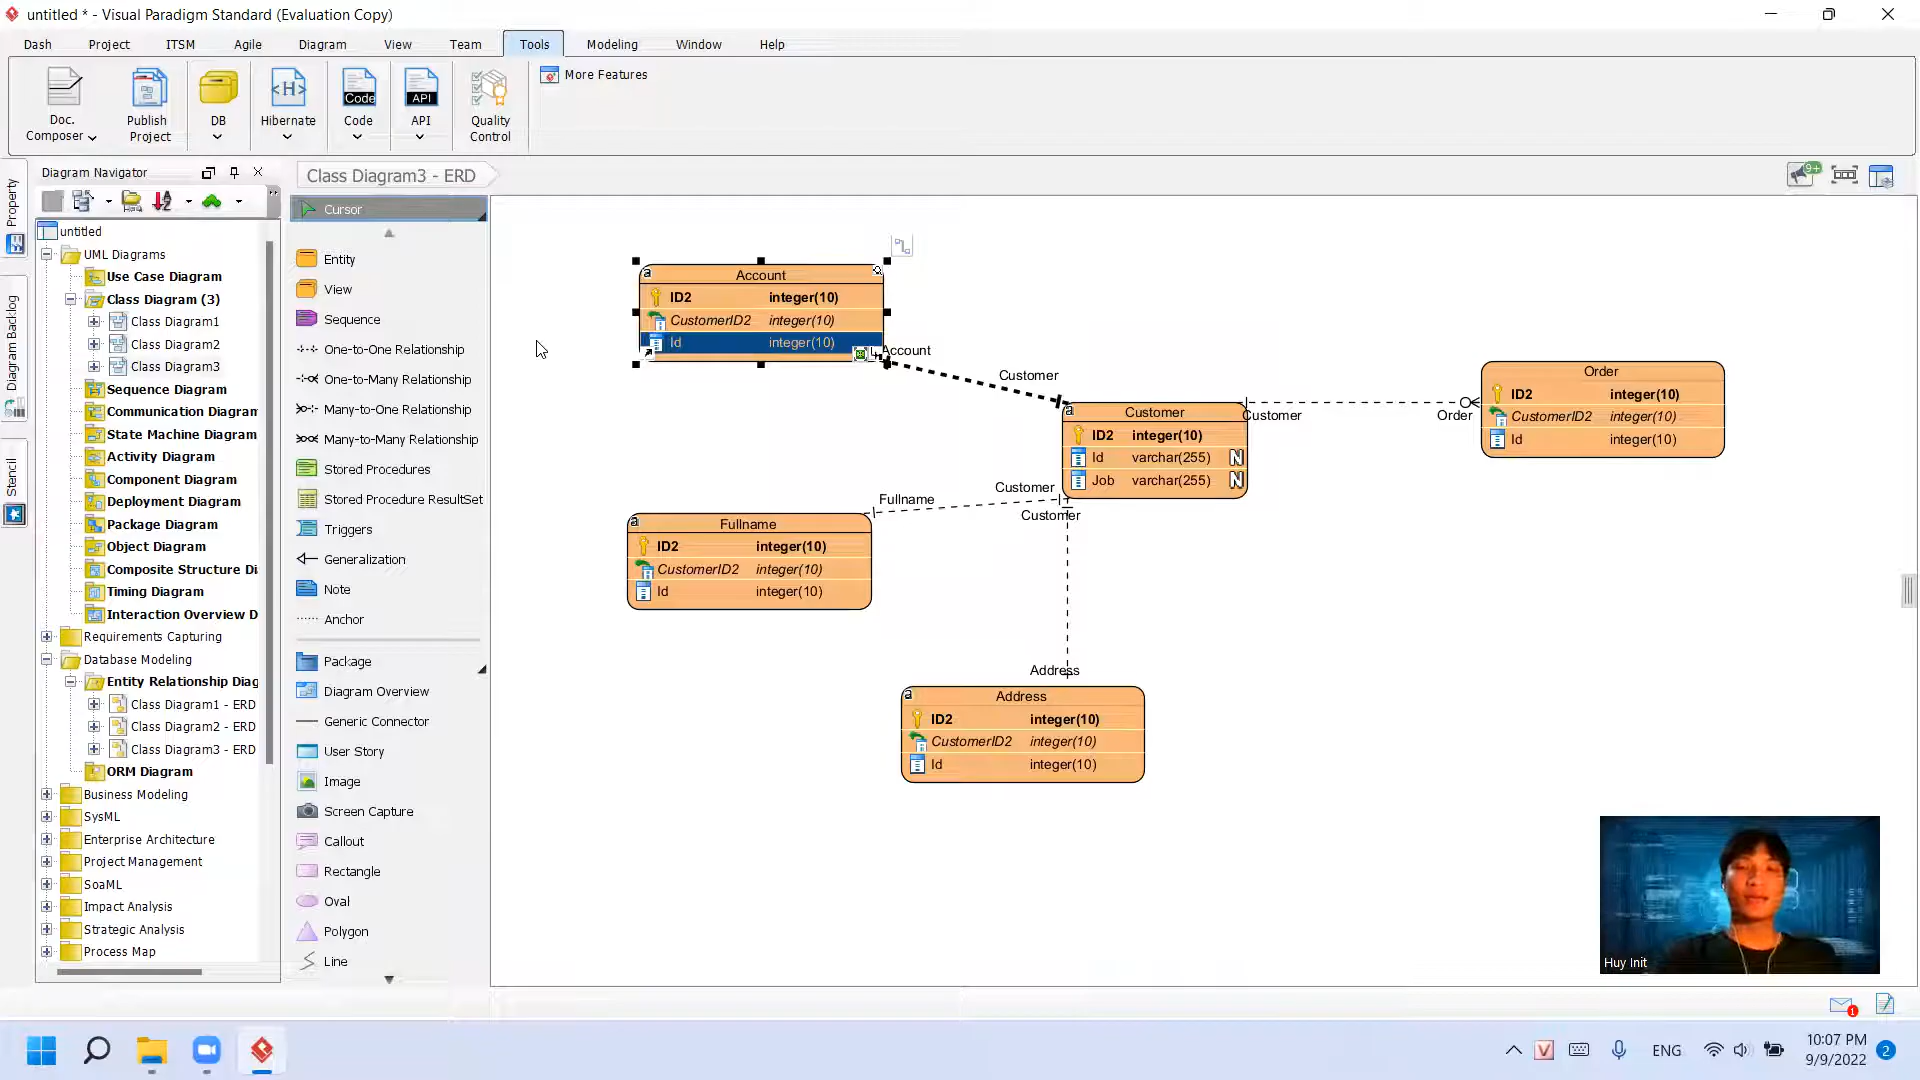 untitled * - Visual Paradigm Standard (Evaluation Copy)
Dash Project ITSM Agile Diagram View Team Tools Modeling Window Help
Doc. Composer
Publish Project
DB
Hibernate
Code
Code
API
API
Quality Control
More Features
Property
Diagram Backlog
Stencil
Diagram Navigator
untitled
UML Diagrams
Use Case Diagram
Class Diagram (3)
Class Diagram1
Class Diagram2
Class Diagram3
Sequence Diagram
Communication Diagram
State Machine Diagram
Activity Diagram
Component Diagram
Deployment Diagram
Package Diagram
Object Diagram
Composite Structure Di
Timing Diagram
Interaction Overview D
Requirements Capturing
Database Modeling
Entity Relationship Diag
Class Diagram1 - ERD
Class Diagram2 - ERD
Class Diagram3 - ERD
ORM Diagram
Business Modeling
SysML
Enterprise Architecture
Project Management
SoaML
Impact Analysis
Strategic Analysis
Process Map
Class Diagram3 - ERD
9+
Cursor
Entity
View
Sequence
One-to-One Relationship
One-to-Many Relationship
Many-to-One Relationship
Many-to-Many Relationship
Stored Procedures
Stored Procedure ResultSet
Triggers
Generalization
Note
Anchor
Package
Diagram Overview
Generic Connector
User Story
Image
Screen Capture
Callout
Rectangle
Oval
Polygon
Line
Account
ID2 integer(10)
CustomerID2 integer(10)
Id integer(10)
Account
Customer
Customer
ID2 integer(10)
Id varchar(255) N
Job varchar(255) N
Customer
Order
Order
ID2 integer(10)
CustomerID2 integer(10)
Id integer(10)
Fullname
Customer
Customer
Fullname
ID2 integer(10)
CustomerID2 integer(10)
Id integer(10)
Address
Address
ID2 integer(10)
CustomerID2 integer(10)
Id integer(10)
Huy Init
1
ENG
10:07 PM
9/9/2022
2